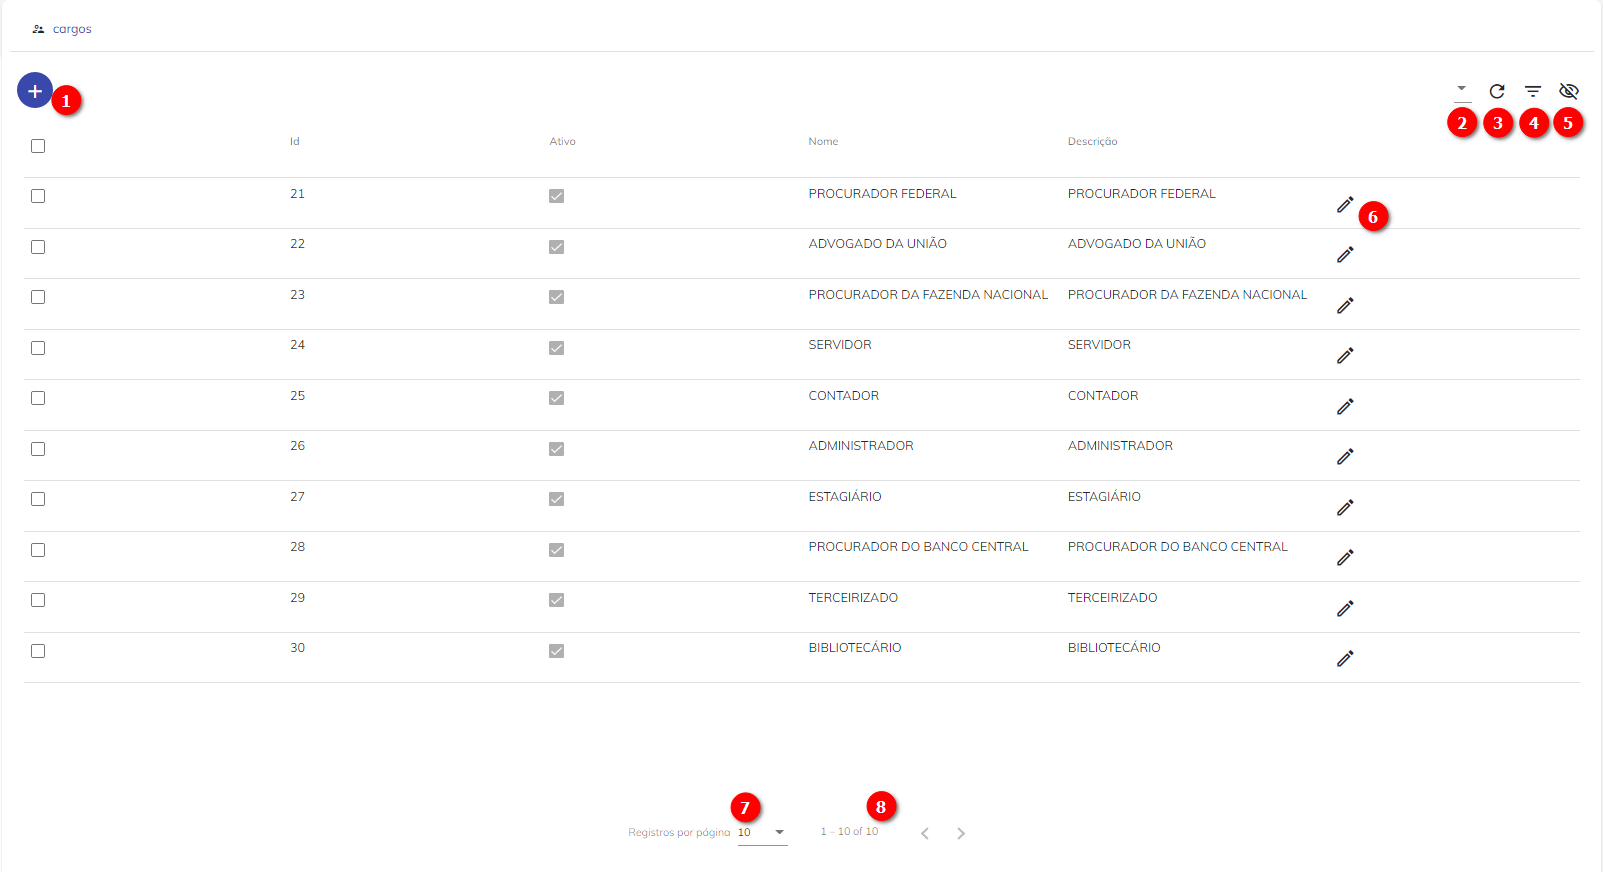 cargos
+ 1
2 3 4 5
Id Ativo Nome Descrição
21 PROCURADOR FEDERAL PROCURADOR FEDERAL
6
22 ADVOGADO DA UNIÃO ADVOGADO DA UNIÃO
23 PROCURADOR DA FAZENDA NACIONAL PROCURADOR DA FAZENDA NACIONAL
24 SERVIDOR SERVIDOR
25 CONTADOR CONTADOR
26 ADMINISTRADOR ADMINISTRADOR
27 ESTAGIÁRIO ESTAGIÁRIO
28 PROCURADOR DO BANCO CENTRAL PROCURADOR DO BANCO CENTRAL
29 TERCEIRIZADO TERCEIRIZADO
30 BIBLIOTECÁRIO BIBLIOTECÁRIO
7 8
Registros por página 10 1 – 10 of 10